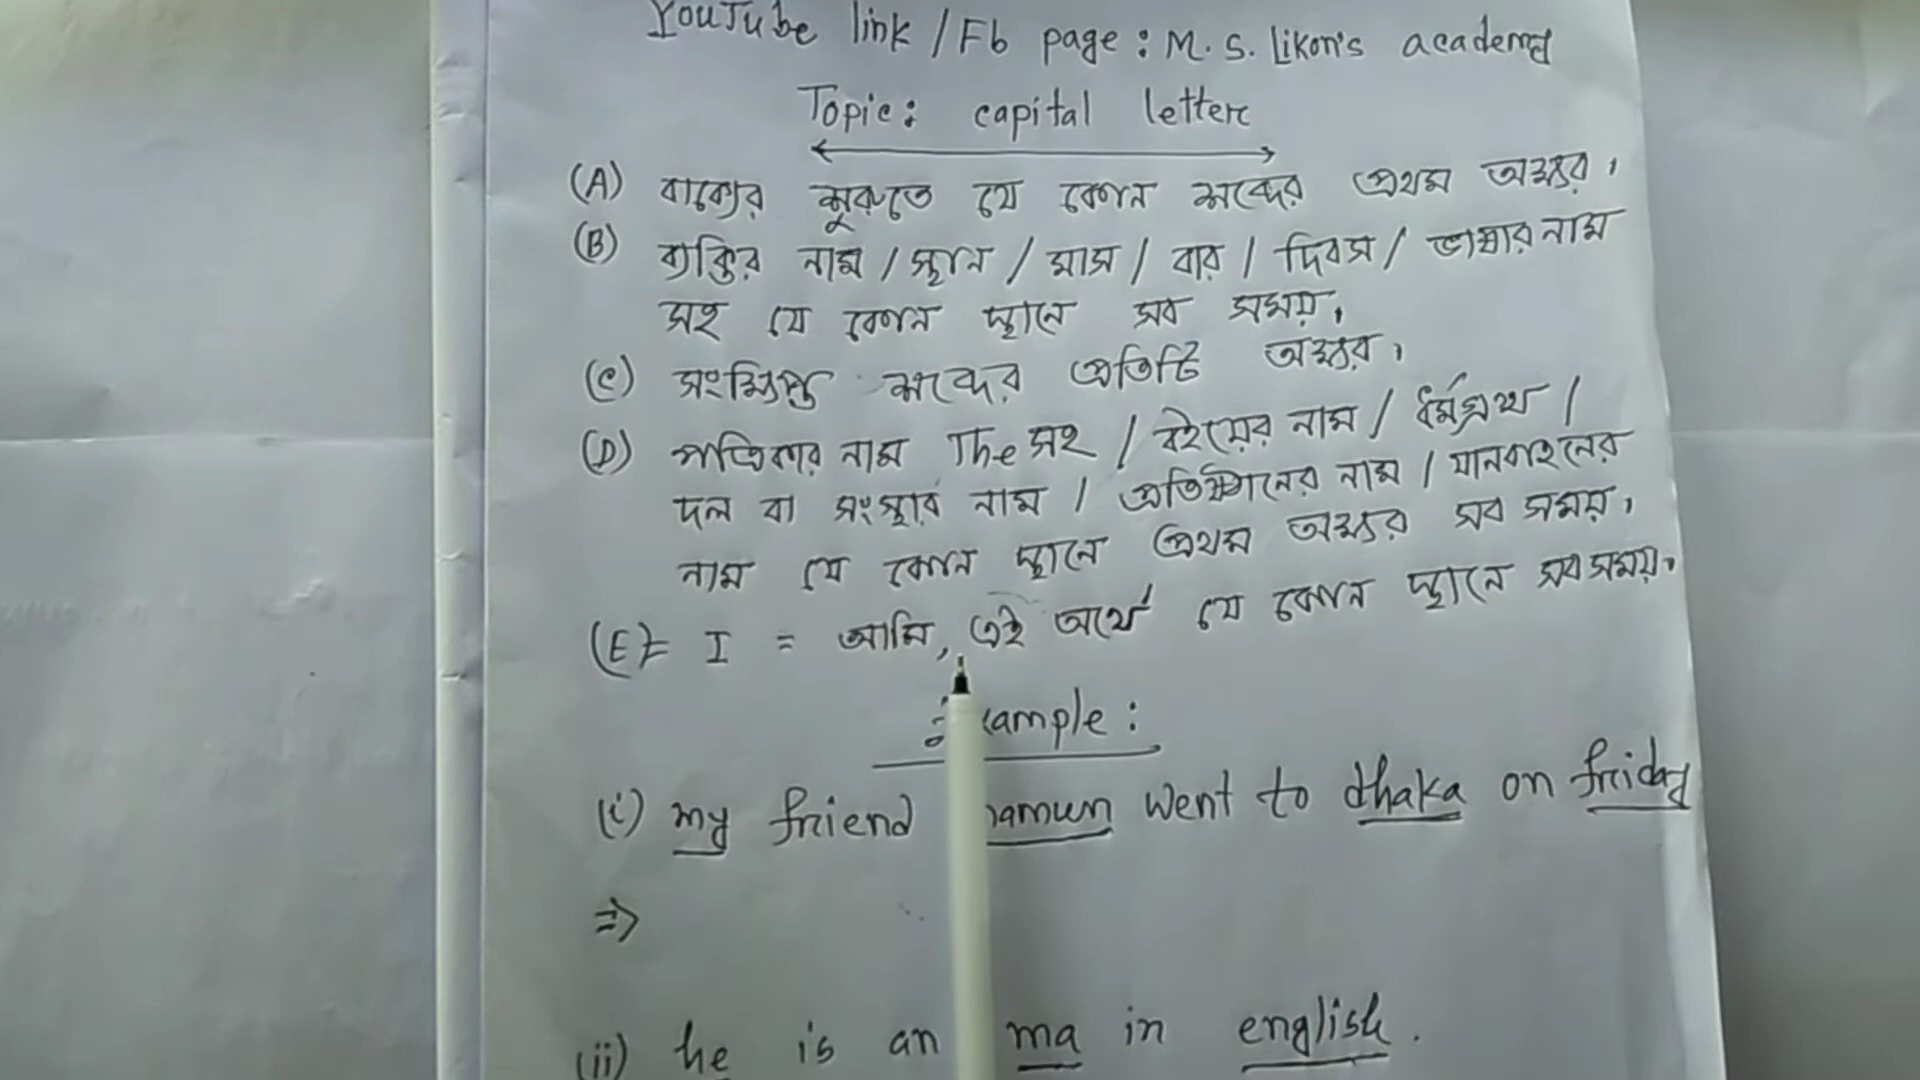 YouTube link / Fb page : M. S. Likon's academy
Topic : capital letter
(A) বাক্যের শুরুতে যে কোন শব্দের প্রথম অক্ষর।
(B) ব্যক্তির নাম / স্থান / মাস / বার / দিবস / ভাষার নাম
সহ যে কোন স্থানে সব সময়।
(C) সংক্ষিপ্ত শব্দের প্রতিটি অক্ষর।
(D) পত্রিকার নাম The সহ / বইয়ের নাম / ধর্মগ্রন্থ /
দল বা সংস্থার নাম / প্রতিষ্ঠানের নাম / যানবাহনের
নাম যে কোন স্থানে প্রথম অক্ষর সব সময়।
(E) = I = আমি, এই অর্থে যে কোন স্থানে সব সময়।
Example :
(i) my friend mamun went to dhaka on friday
⇒
(ii) he is an ma in english.